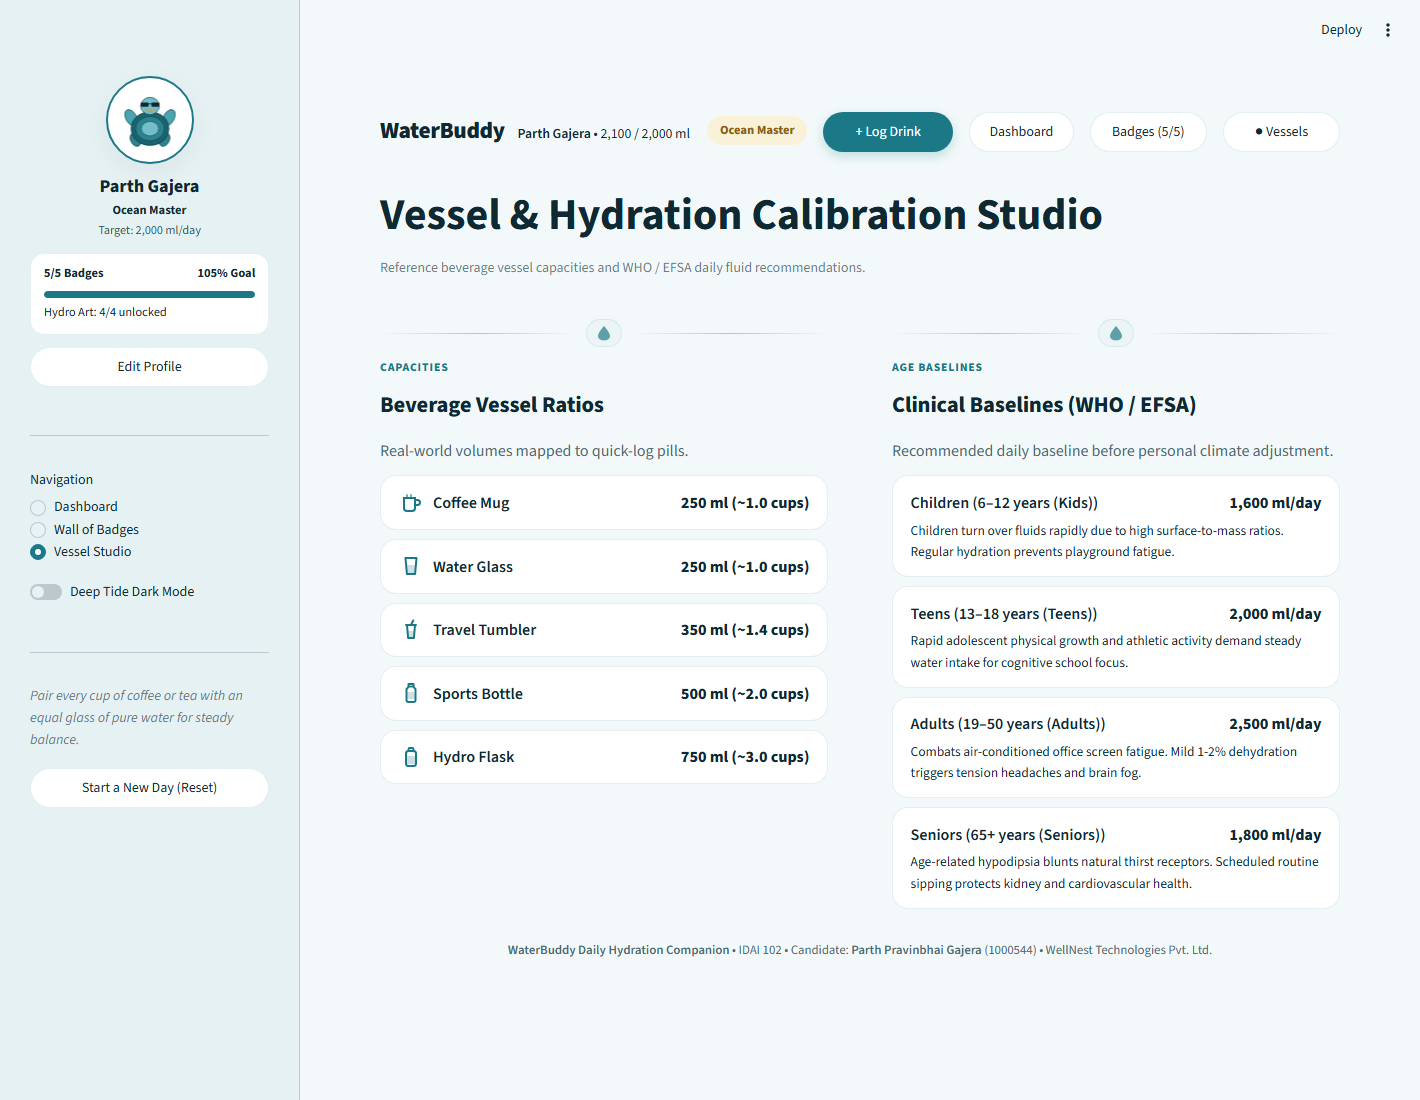 Deploy
Parth Gajera
Ocean Master
Target: 2,000 ml/day
5/5 Badges 105% Goal
Hydro Art: 4/4 unlocked
Edit Profile
Navigation
Dashboard
Wall of Badges
Vessel Studio
Deep Tide Dark Mode
Pair every cup of coffee or tea with an
equal glass of pure water for steady
balance.
Start a New Day (Reset)
WaterBuddy Parth Gajera • 2,100 / 2,000 ml Ocean Master + Log Drink Dashboard Badges (5/5) ● Vessels
Vessel & Hydration Calibration Studio
Reference beverage vessel capacities and WHO / EFSA daily fluid recommendations.
CAPACITIES
Beverage Vessel Ratios
Real-world volumes mapped to quick-log pills.
Coffee Mug 250 ml (~1.0 cups)
Water Glass 250 ml (~1.0 cups)
Travel Tumbler 350 ml (~1.4 cups)
Sports Bottle 500 ml (~2.0 cups)
Hydro Flask 750 ml (~3.0 cups)
AGE BASELINES
Clinical Baselines (WHO / EFSA)
Recommended daily baseline before personal climate adjustment.
Children (6–12 years (Kids)) 1,600 ml/day
Children turn over fluids rapidly due to high surface-to-mass ratios.
Regular hydration prevents playground fatigue.
Teens (13–18 years (Teens)) 2,000 ml/day
Rapid adolescent physical growth and athletic activity demand steady
water intake for cognitive school focus.
Adults (19–50 years (Adults)) 2,500 ml/day
Combats air-conditioned office screen fatigue. Mild 1-2% dehydration
triggers tension headaches and brain fog.
Seniors (65+ years (Seniors)) 1,800 ml/day
Age-related hypodipsia blunts natural thirst receptors. Scheduled routine
sipping protects kidney and cardiovascular health.
WaterBuddy Daily Hydration Companion • IDAI 102 • Candidate: Parth Pravinbhai Gajera (1000544) • WellNest Technologies Pvt. Ltd.